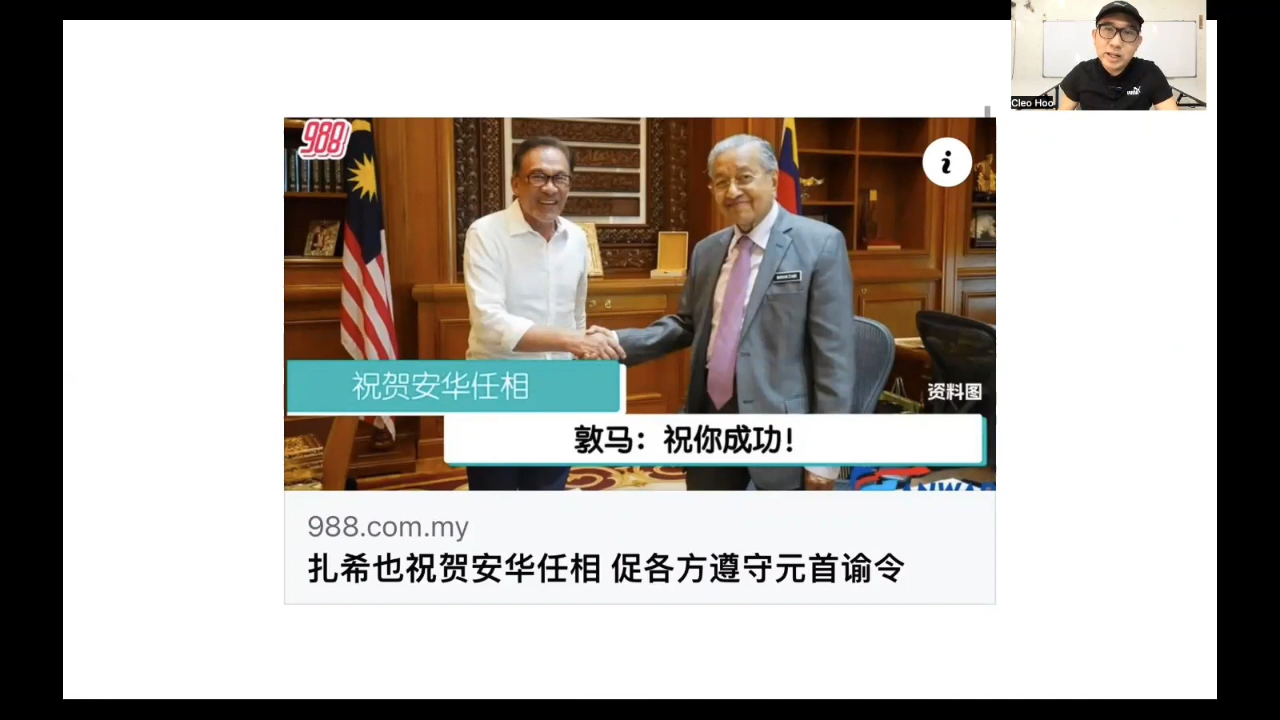 Cleo Hoo
988
祝贺安华任相
资料图
敦马：祝你成功！
ANWAR
988.com.my
扎希也祝贺安华任相 促各方遵守元首谕令